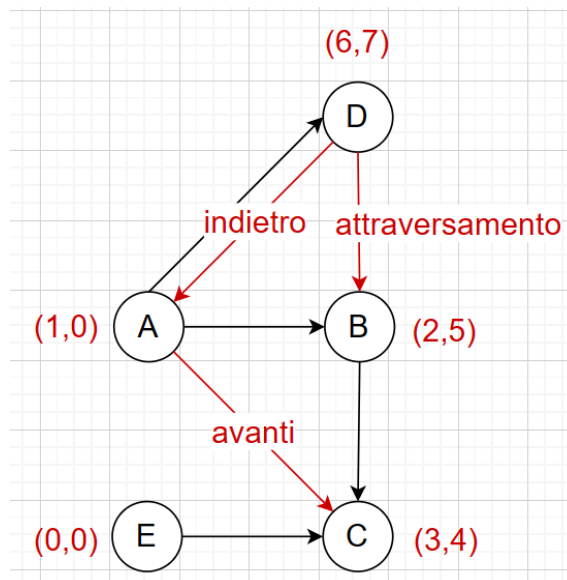 (6,7)
D
indietro
attraversamento
(1,0)
A
B
(2,5)
avanti
(0,0)
E
C
(3,4)